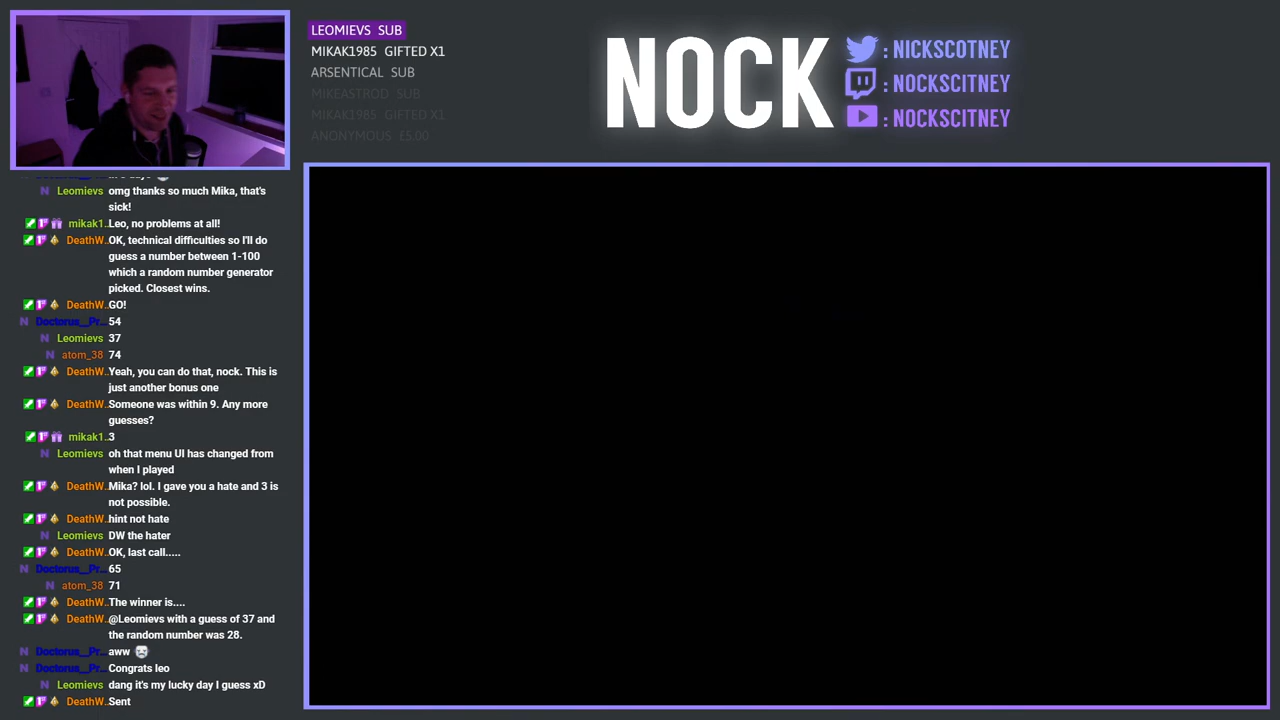 LEOMIEVS SUB
MIKAK1985 GIFTED X1
ARSENTICAL SUB
MIKEASTROD SUB
MIKAK1985 GIFTED X1
ANONYMOUS £5.00
NOCK
: NICKSCOTNEY
: NOCKSCITNEY
: NOCKSCITNEY
Leomievs omg thanks so much Mika, that's
sick!
mikak1.. Leo, no problems at all!
DeathW.. OK, technical difficulties so I'll do
guess a number between 1-100
which a random number generator
picked. Closest wins.
DeathW.. GO!
Doctorus__Pr.. 54
Leomievs 37
atom_38 74
DeathW.. Yeah, you can do that, nock. This is
just another bonus one
DeathW.. Someone was within 9. Any more
guesses?
mikak1.. 3
Leomievs oh that menu UI has changed from
when I played
DeathW.. Mika? lol. I gave you a hate and 3 is
not possible.
DeathW.. hint not hate
Leomievs DW the hater
DeathW.. OK, last call.....
Doctorus__Pr.. 65
atom_38 71
DeathW.. The winner is....
DeathW.. @Leomievs with a guess of 37 and
the random number was 28.
Doctorus__Pr.. aww
Doctorus__Pr.. Congrats leo
Leomievs dang it's my lucky day I guess xD
DeathW.. Sent